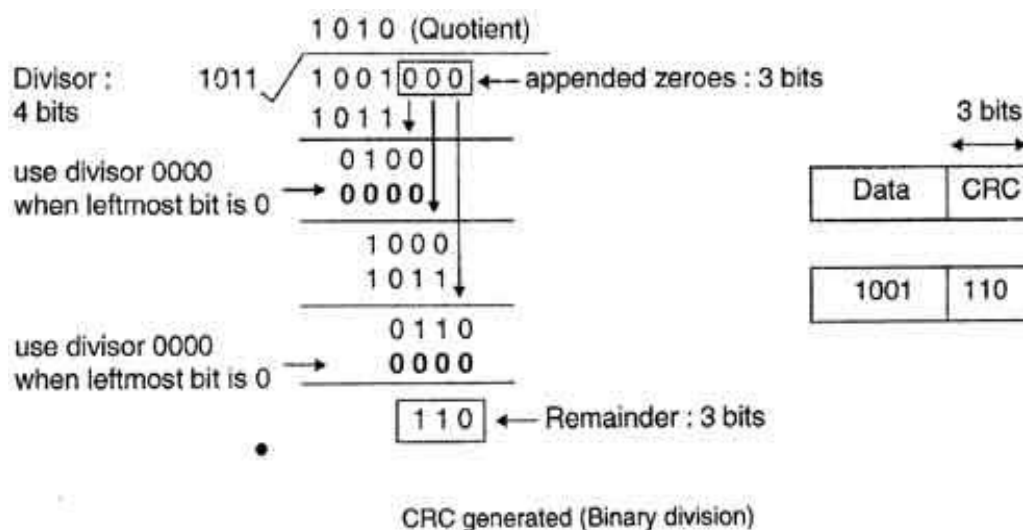 1 0 1 0 (Quotient)
Divisor :
4 bits
1011
1 0 0 1 0 0 0
appended zeroes : 3 bits
1 0 1 1
0 1 0 0
use divisor 0000
when leftmost bit is 0
0 0 0 0
1 0 0 0
1 0 1 1
0 1 1 0
use divisor 0000
when leftmost bit is 0
0 0 0 0
1 1 0
Remainder : 3 bits
3 bits
Data CRC
1001 110
CRC generated (Binary division)